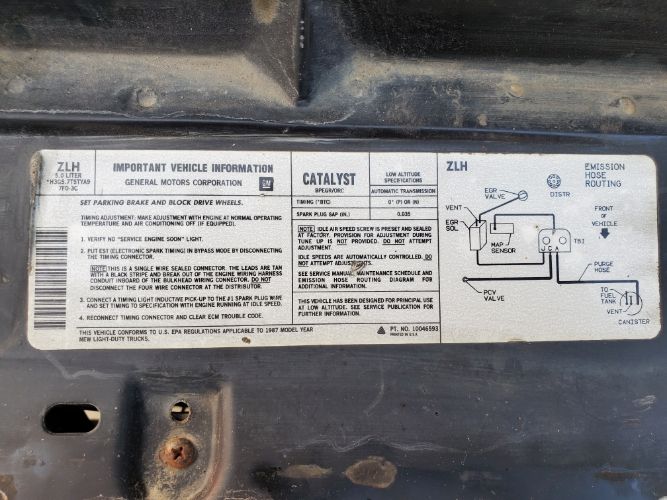 ZLH
5.0 LITER
7F0-3C
IMPORTANT VEHICLE INFORMATION
GENERAL MOTORS CORPORATION
GM
SET PARKING BRAKE AND BLOCK DRIVE WHEELS.
TIMING ADJUSTMENT: MAKE ADJUSTMENT WITH ENGINE AT NORMAL OPERATING
TEMPERATURE AND AIR CONDITIONING OFF (IF EQUIPPED).
1. VERIFY NO "SERVICE ENGINE SOON" LIGHT.
2. PUT EST (ELECTRONIC SPARK TIMING) IN BYPASS MODE BY DISCONNECTING
THE TIMING CONNECTOR.
NOTE THIS IS A SINGLE WIRE SEALED CONNECTOR. THE LEADS ARE TAN
WITH A BLACK STRIPE AND BREAK OUT OF THE ENGINE WIRING HARNESS
CONDUIT INBOARD OF THE BULKHEAD WIRING CONNECTOR. DO NOT
DISCONNECT THE FOUR WIRE CONNECTOR AT THE DISTRIBUTOR.
3. CONNECT A TIMING LIGHT INDUCTIVE PICK-UP TO THE #1 SPARK PLUG WIRE
AND SET TIMING TO SPECIFICATION WITH ENGINE RUNNING AT IDLE SPEED.
4. RECONNECT TIMING CONNECTOR AND CLEAR ECM TROUBLE CODE.
THIS VEHICLE CONFORMS TO U.S. EPA REGULATIONS APPLICABLE TO 1987 MODEL YEAR
NEW LIGHT-DUTY TRUCKS.
CATALYST
BPEGR/ORC
LOW ALTITUDE
SPECIFICATIONS
AUTOMATIC TRANSMISSION
TIMING (°BTC) 0° (P) OR (N)
SPARK PLUG GAP (IN.) 0.035
NOTE IDLE AIR SPEED SCREW IS PRESET AND SEALED
AT FACTORY. PROVISION FOR ADJUSTMENT DURING
TUNE UP IS NOT PROVIDED. DO NOT ATTEMPT
ADJUSTMENT.
IDLE SPEEDS ARE AUTOMATICALLY CONTROLLED. DO
NOT ATTEMPT ADJUSTMENTS.
SEE SERVICE MANUAL, MAINTENANCE SCHEDULE AND
EMISSION HOSE ROUTING DIAGRAM FOR
ADDITIONAL INFORMATION.
THIS VEHICLE HAS BEEN DESIGNED FOR PRINCIPAL USE
AT LOW ALTITUDE. SEE SERVICE PUBLICATION FOR
FURTHER INFORMATION.
PT. NO. 10046593
PRINTED IN U.S.A.
ZLH
EMISSION
HOSE
ROUTING
EGR
VALVE
DISTR
VENT
EGR
SOL
MAP
SENSOR
FRONT
OF
VEHICLE
TBI
PURGE
HOSE
PCV
VALVE
TO
FUEL
TANK
VENT
CANISTER